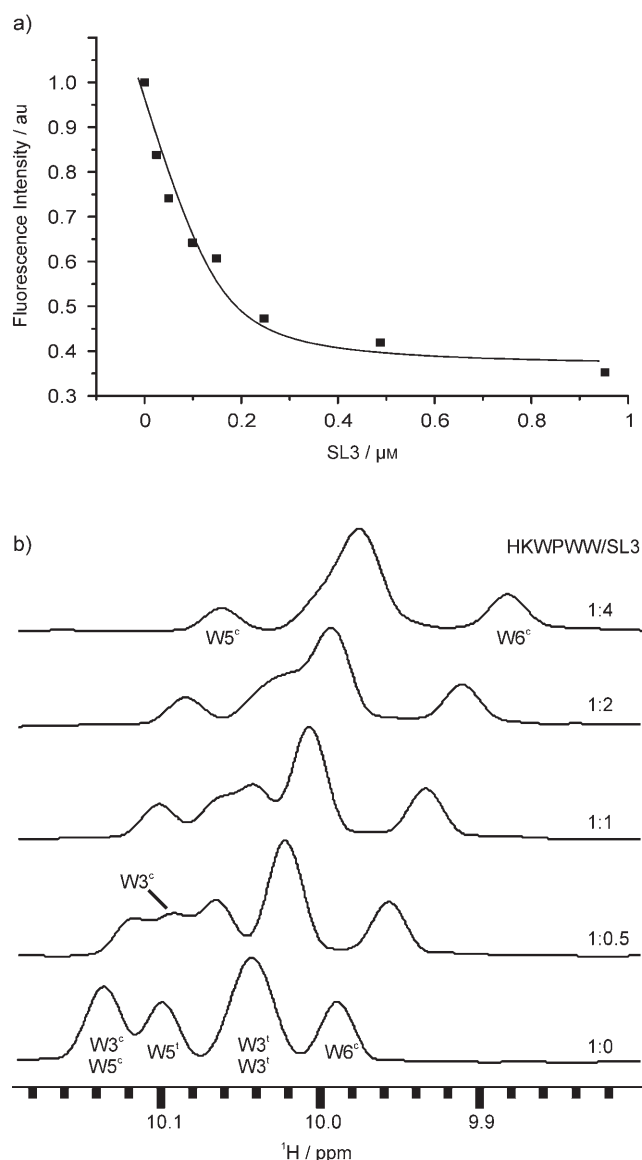 a)
1.0
0.9
0.8
0.7
0.6
0.5
0.4
0.3
Fluorescence Intensity / au
0 0.2 0.4 0.6 0.8 1
SL3 / μM
b)
HKWPWW/SL3
1:4
W5ᶜ W6ᶜ
1:2
1:1
W3ᶜ
1:0.5
1:0
W3ᶜ W5ᵗ W3ᵗ W6ᶜ
W5ᶜ W3ᵗ
10.1 10.0 9.9
¹H / ppm